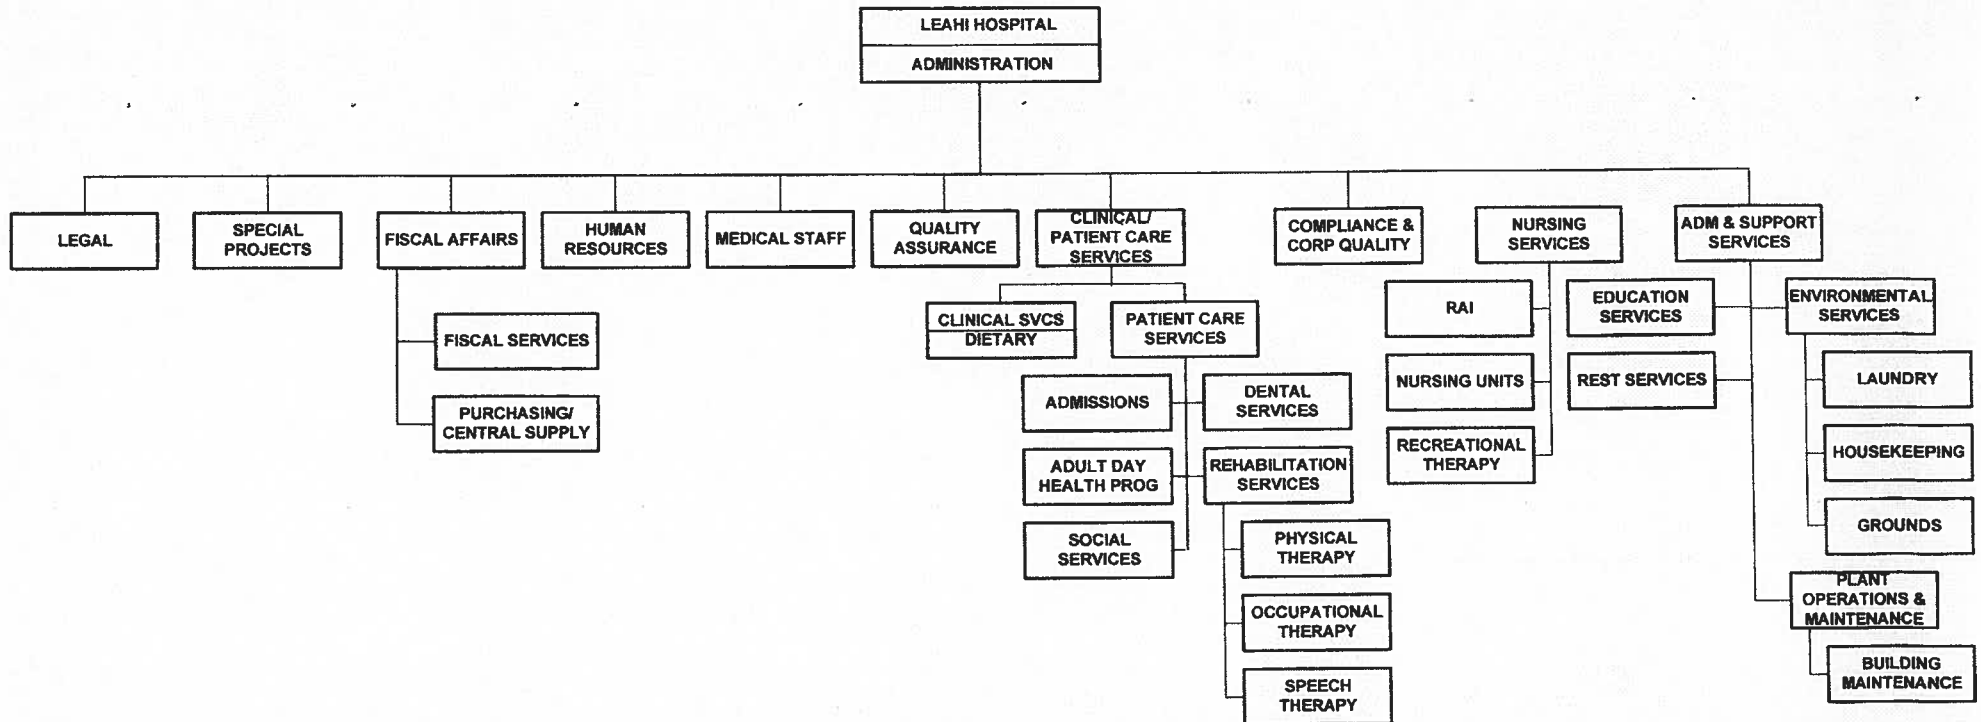 LEAHI HOSPITAL
ADMINISTRATION
LEGAL
SPECIAL
PROJECTS
FISCAL AFFAIRS
HUMAN
RESOURCES
MEDICAL STAFF
QUALITY
ASSURANCE
CLINICAL/
PATIENT CARE
SERVICES
COMPLIANCE &
CORP QUALITY
NURSING
SERVICES
ADM & SUPPORT
SERVICES
FISCAL SERVICES
PURCHASING/
CENTRAL SUPPLY
CLINICAL SVCS
DIETARY
PATIENT CARE
SERVICES
ADMISSIONS
DENTAL
SERVICES
ADULT DAY
HEALTH PROG
REHABILITATION
SERVICES
SOCIAL
SERVICES
PHYSICAL
THERAPY
OCCUPATIONAL
THERAPY
SPEECH
THERAPY
RAI
NURSING UNITS
RECREATIONAL
THERAPY
EDUCATION
SERVICES
REST SERVICES
ENVIRONMENTAL
SERVICES
LAUNDRY
HOUSEKEEPING
GROUNDS
PLANT
OPERATIONS &
MAINTENANCE
BUILDING
MAINTENANCE